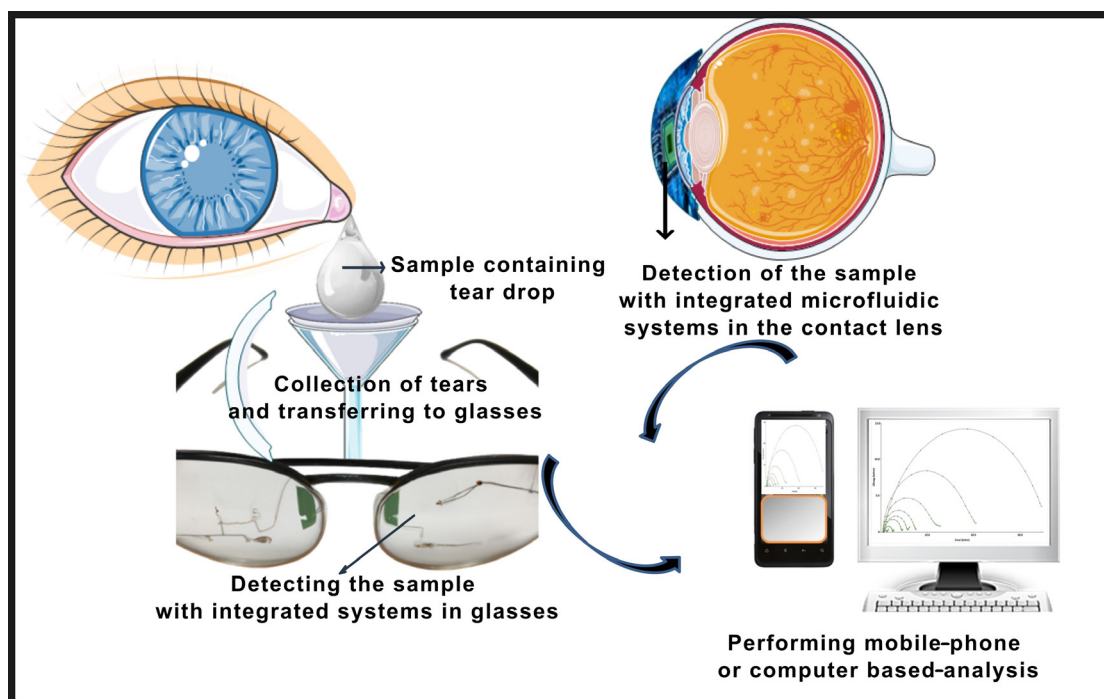 Sample containing
tear drop
Detection of the sample
with integrated microfluidic
systems in the contact lens
Collection of tears
and transferring to glasses
Detecting the sample
with integrated systems in glasses
Performing mobile-phone
or computer based-analysis